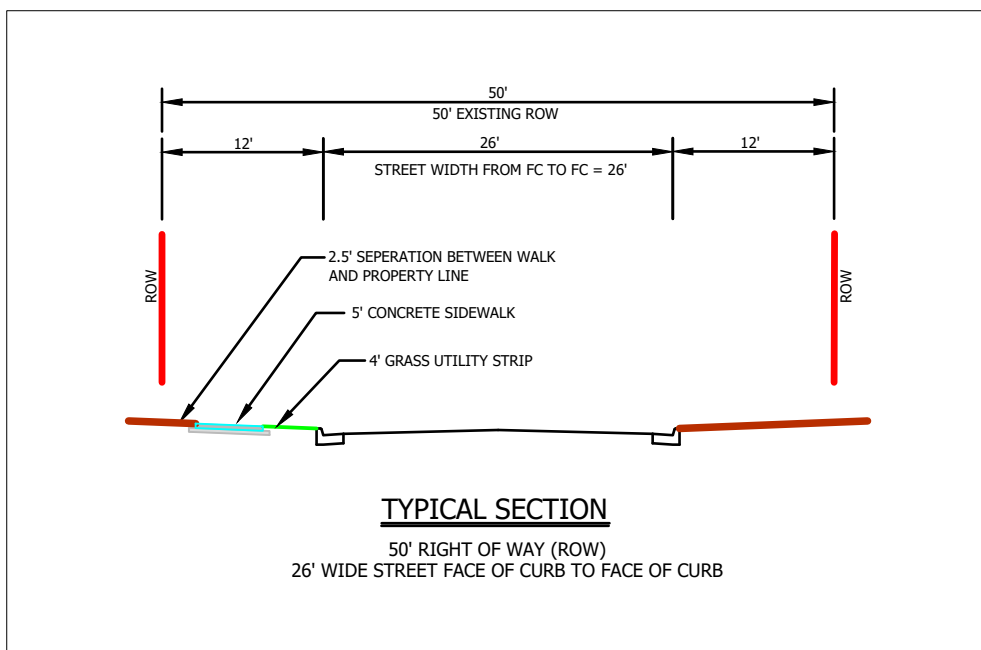 50'
50' EXISTING ROW
12'
26'
12'
STREET WIDTH FROM FC TO FC = 26'
2.5' SEPERATION BETWEEN WALK
AND PROPERTY LINE
ROW
ROW
5' CONCRETE SIDEWALK
4' GRASS UTILITY STRIP
TYPICAL SECTION
50' RIGHT OF WAY (ROW)
26' WIDE STREET FACE OF CURB TO FACE OF CURB